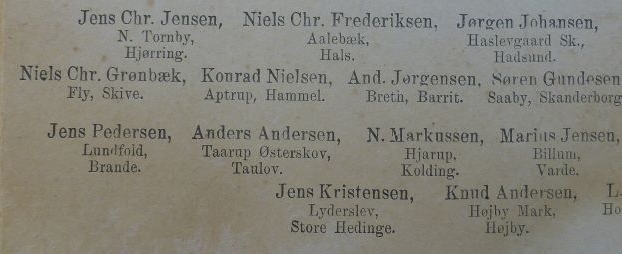 Jens Chr. Jensen, Niels Chr. Frederiksen, Jørgen Johansen,
N. Tornby, Aalebæk, Haslevgaard Sk.,
Hjørring. Hals. Hadsund.
Niels Chr. Grønbæk, Konrad Nielsen, And. Jørgensen, Søren Gundesen
Fly, Skive. Aptrup, Hammel. Breth, Barrit. Saaby, Skanderborg
Jens Pedersen, Anders Andersen, N. Markussen, Marius Jensen,
Lundfold, Taarup Østerskov, Hjarup, Billum,
Brande. Taulov. Kolding. Varde.
Jens Kristensen, Knud Andersen, L.
Lyderslev, Højby Mark, Ho
Store Hedinge. Højby.